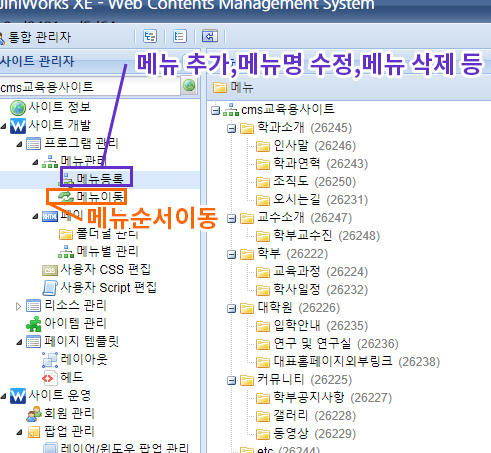 JiniWorks XE - Web Contents Management System
통합 관리자
사이트 관리자
메뉴 추가,메뉴명 수정,메뉴 삭제 등
cms교육용사이트
사이트 정보
사이트 개발
프로그램 관리
메뉴관리
메뉴등록
메뉴이동
메뉴순서이동
폴더별 관리
메뉴별 관리
사용자 CSS 편집
사용자 Script 편집
리소스 관리
아이템 관리
페이지 템플릿
레이아웃
헤드
사이트 운영
회원 관리
팝업 관리
레이어/윈도우 팝업 관리
메뉴
cms교육용사이트
학과소개 (26245)
인사말 (26246)
학과연혁 (26243)
조직도 (26250)
오시는길 (26231)
교수소개 (26247)
학부교수진 (26248)
학부 (26222)
교육과정 (26224)
학사일정 (26232)
대학원 (26226)
입학안내 (26235)
연구 및 연구실 (26236)
대표홈페이지외부링크 (26238)
커뮤니티 (26225)
학부공지사항 (26227)
갤러리 (26228)
동영상 (26229)
etc (26244)